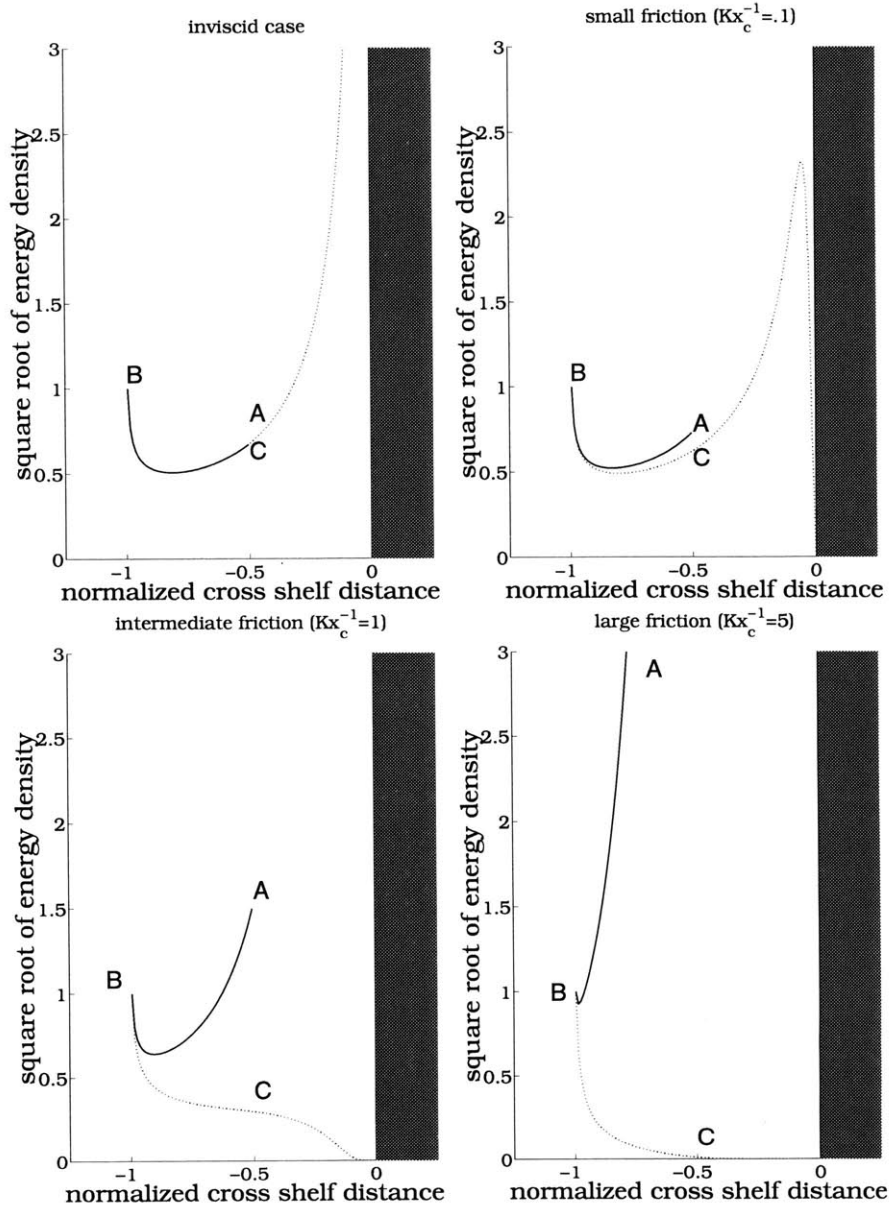 inviscid case
3
2.5
2
1.5
1
0.5
0
square root of energy density
B
A
C
-1
-0.5
0
normalized cross shelf distance
small friction (Kx_c^-1=.1)
3
2.5
2
1.5
1
0.5
0
square root of energy density
B
A
C
-1
-0.5
0
normalized cross shelf distance
intermediate friction (Kx_c^-1=1)
3
2.5
2
1.5
1
0.5
0
square root of energy density
B
A
C
-1
-0.5
0
normalized cross shelf distance
large friction (Kx_c^-1=5)
3
2.5
2
1.5
1
0.5
0
square root of energy density
A
B
C
-1
-0.5
0
normalized cross shelf distance